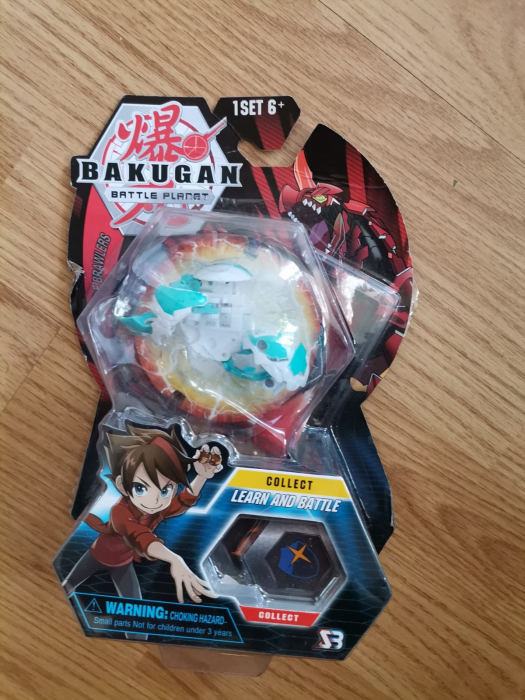 1SET 6+
爆
BAKUGAN
BATTLE PLANET
BRAWLERS
COLLECT
LEARN AND BATTLE
COLLECT
WARNING: CHOKING HAZARD-
Small parts Not for children under 3 years
S3